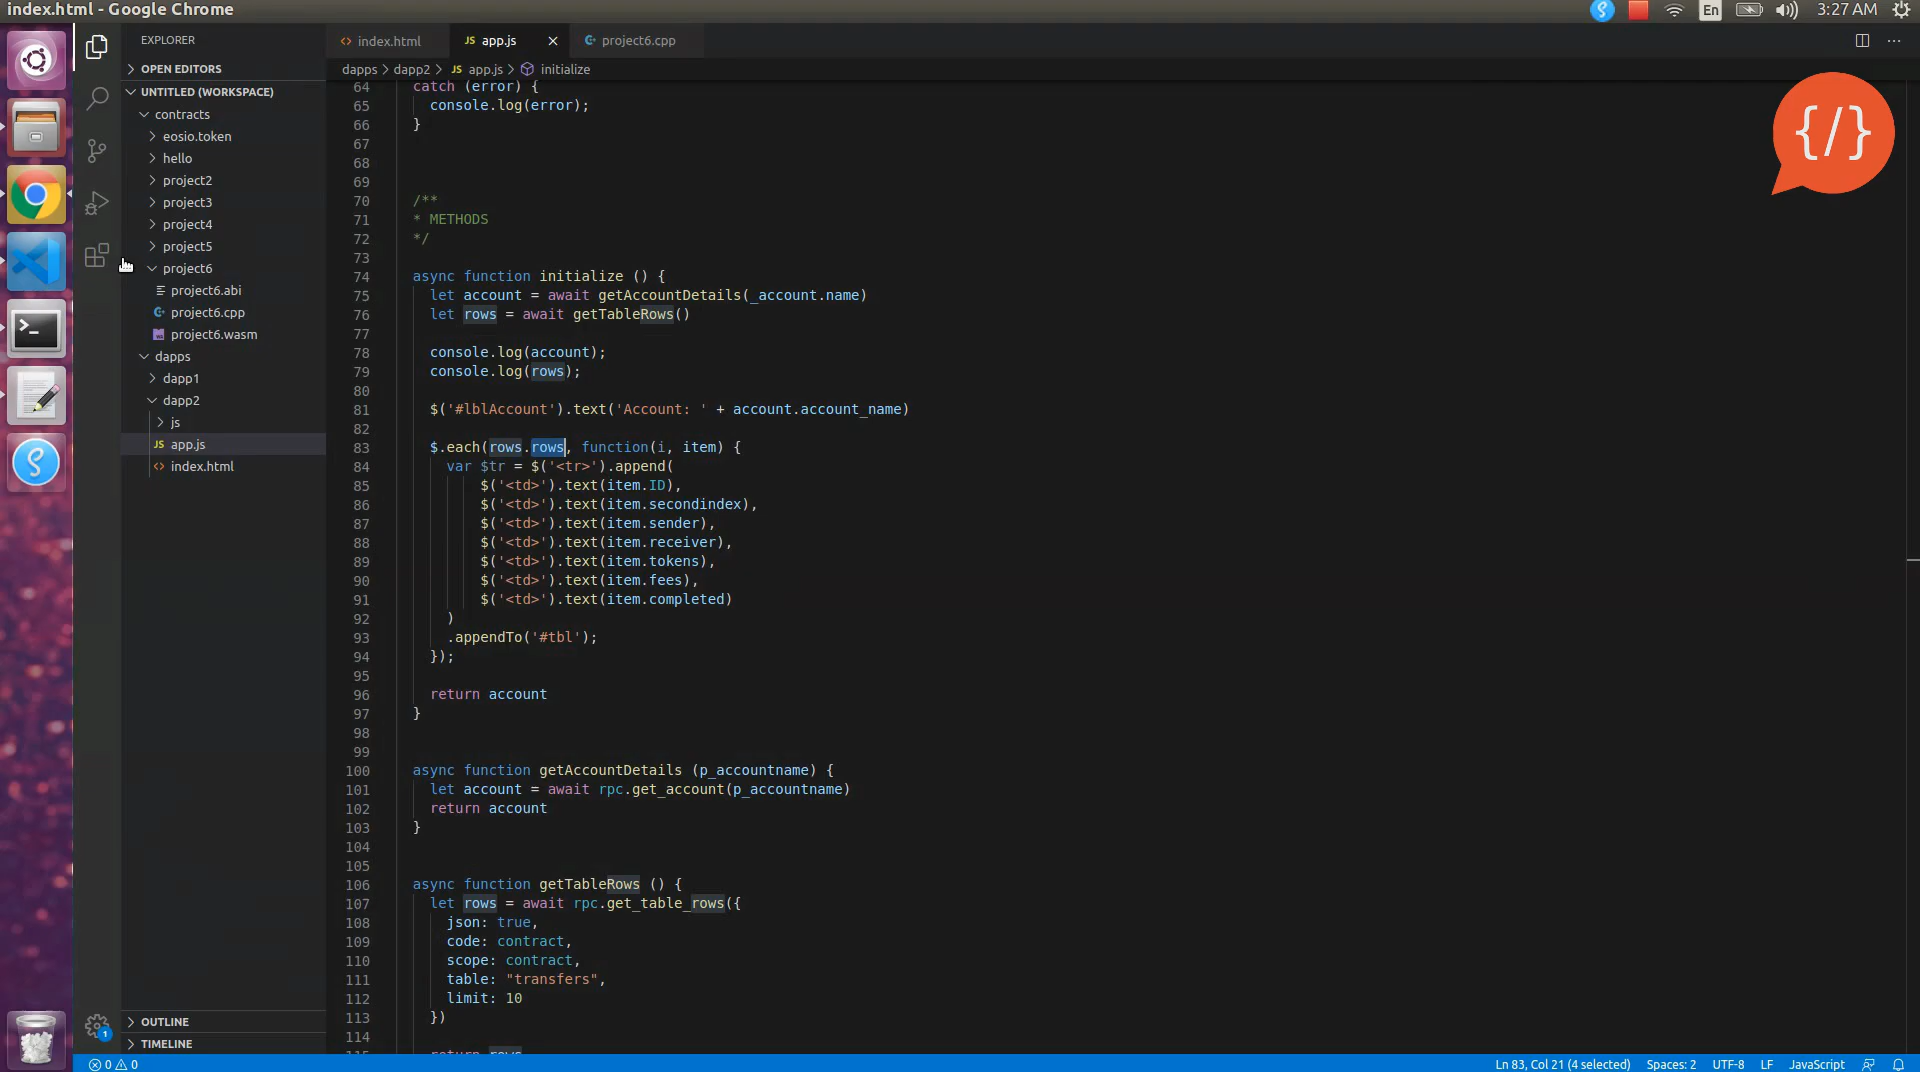 index.html - Google Chrome
En
3:27 AM
EXPLORER
OPEN EDITORS
UNTITLED (WORKSPACE)
contracts
eosio.token
hello
project2
project3
project4
project5
project6
project6.abi
project6.cpp
project6.wasm
dapps
dapp1
dapp2
js
JS app.js
<> index.html
OUTLINE
TIMELINE
<> index.html
JS app.js
project6.cpp
dapps > dapp2 > JS app.js > initialize
64 catch (error) {
65 console.log(error);
66 }
67
68
69
70 /**
71 * METHODS
72 */
73
74 async function initialize () {
75 let account = await getAccountDetails(_account.name)
76 let rows = await getTableRows()
77
78 console.log(account);
79 console.log(rows);
80
81 $('#lblAccount').text('Account: ' + account.account_name)
82
83 $.each(rows.rows, function(i, item) {
84 var $tr = $('<tr>').append(
85 $('<td>').text(item.ID),
86 $('<td>').text(item.secondindex),
87 $('<td>').text(item.sender),
88 $('<td>').text(item.receiver),
89 $('<td>').text(item.tokens),
90 $('<td>').text(item.fees),
91 $('<td>').text(item.completed)
92 )
93 .appendTo('#tbl');
94 });
95
96 return account
97 }
98
99
100 async function getAccountDetails (p_accountname) {
101 let account = await rpc.get_account(p_accountname)
102 return account
103 }
104
105
106 async function getTableRows () {
107 let rows = await rpc.get_table_rows({
108 json: true,
109 code: contract,
110 scope: contract,
111 table: "transfers",
112 limit: 10
113 })
114
115 return rows
{/}
1
0 0
Ln 83, Col 21 (4 selected)
Spaces: 2
UTF-8
LF
JavaScript